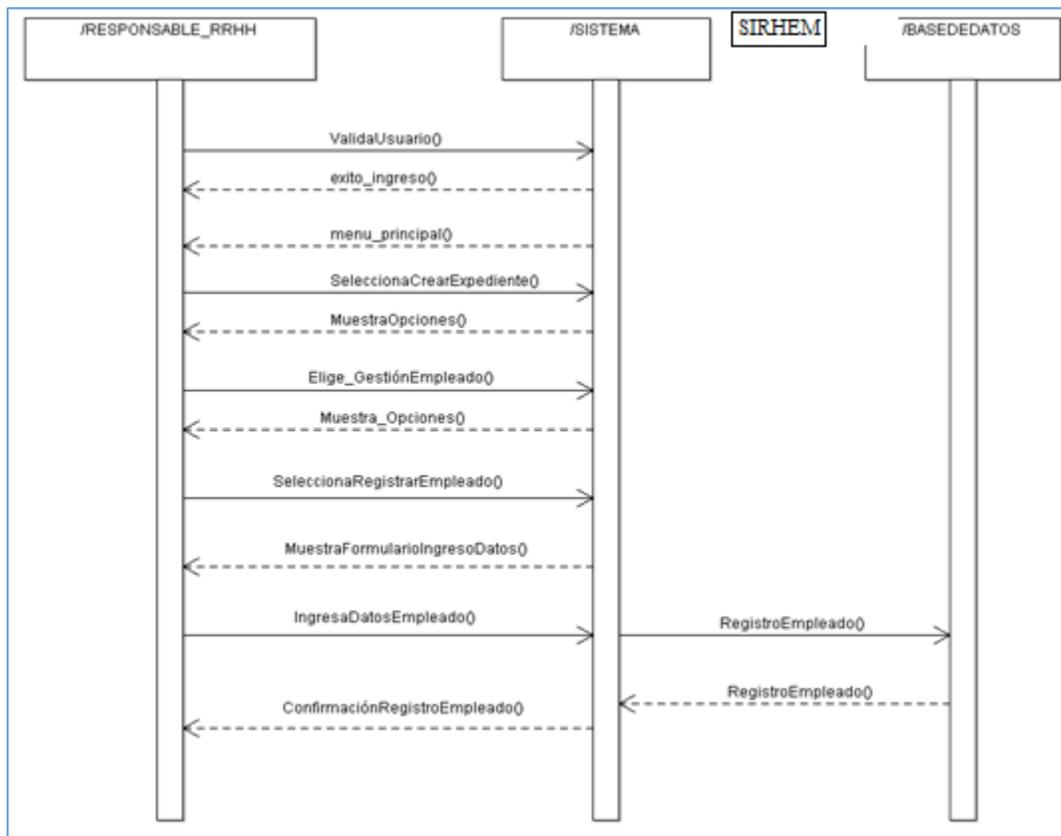 /RESPONSABLE_RRHH
/SISTEMA
SIRHEM
/BASEDEDATOS
ValidaUsuario()
exito_ingreso()
menu_principal()
SeleccionaCrearExpediente()
MuestraOpciones()
Elige_GestiónEmpleado()
Muestra_Opciones()
SeleccionaRegistrarEmpleado()
MuestraFormularioIngresoDatos()
IngresaDatosEmpleado()
RegistroEmpleado()
RegistroEmpleado()
ConfirmaciónRegistroEmpleado()